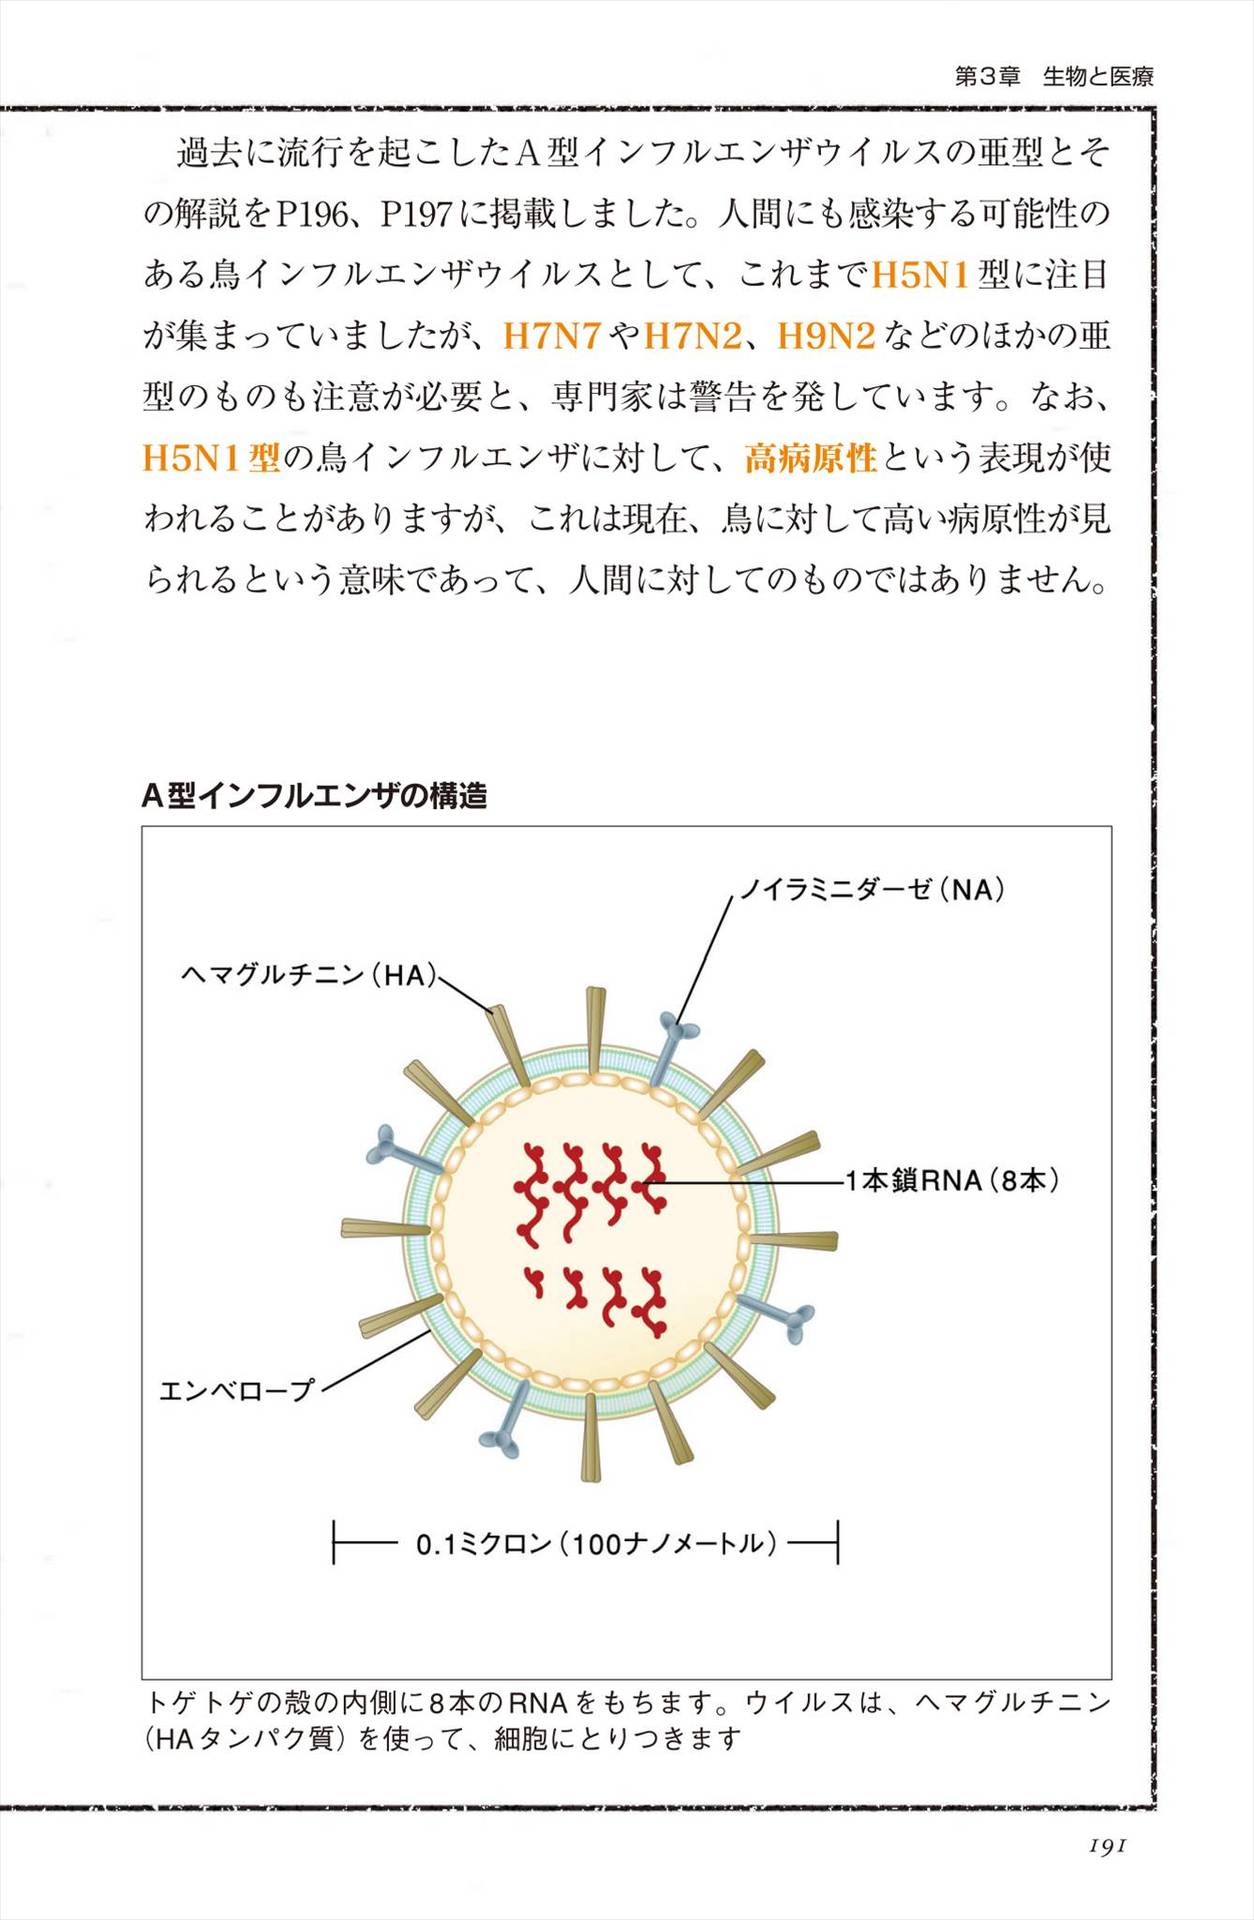 第3章　生物と医療
過去に流行を起こしたA型インフルエンザウイルスの亜型とそ
の解説をP196、P197に掲載しました。人間にも感染する可能性の
ある鳥インフルエンザウイルスとして、これまでH5N1型に注目
が集まっていましたが、H7N7やH7N2、H9N2などのほかの亜
型のものも注意が必要と、専門家は警告を発しています。なお、
H5N1型の鳥インフルエンザに対して、高病原性という表現が使
われることがありますが、これは現在、鳥に対して高い病原性が見
られるという意味であって、人間に対してのものではありません。
A型インフルエンザの構造
ノイラミニダーゼ（NA）
ヘマグルチニン（HA）
1本鎖RNA（8本）
エンベロープ
0.1ミクロン（100ナノメートル）
トゲトゲの殻の内側に8本のRNAをもちます。ウイルスは、ヘマグルチニン
（HAタンパク質）を使って、細胞にとりつきます
191